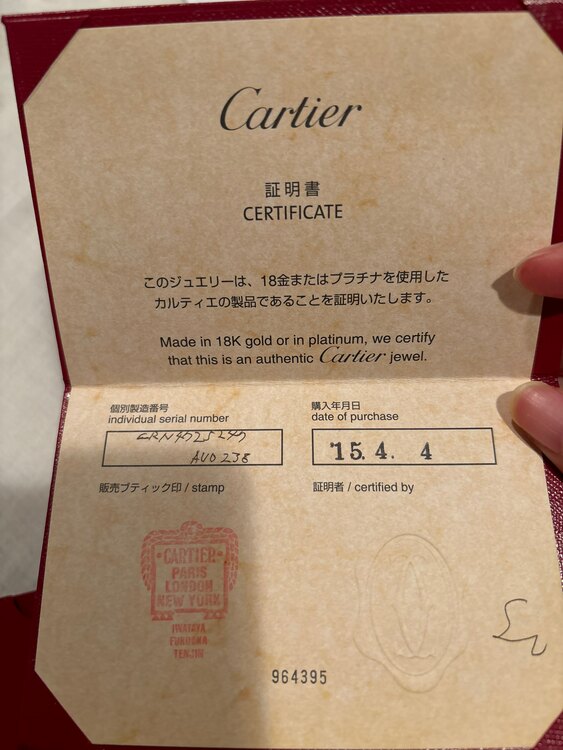 Cartier
証明書
CERTIFICATE
このジュエリーは、18金またはプラチナを使用した
カルティエの製品であることを証明いたします。
Made in 18K gold or in platinum, we certify
that this is an authentic Cartier jewel.
個別製造番号
individual serial number
CRN4725247
AUO238
購入年月日
date of purchase
'15. 4. 4
販売ブティック印 / stamp
証明者 / certified by
CARTIER
PARIS
LONDON
NEW YORK
IWATAYA
FUKUOKA
TENJIN
964395